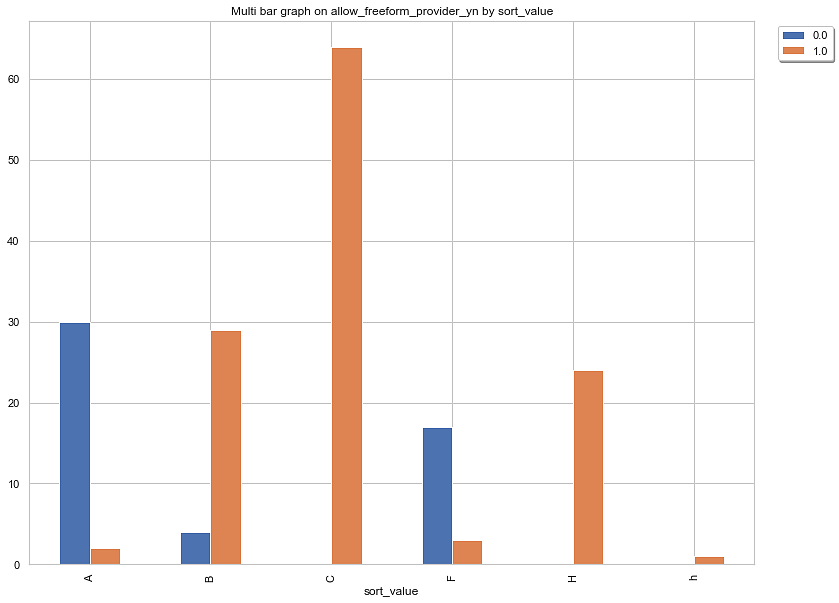 Multi bar graph on allow_freeform_provider_yn by sort_value
0.0
1.0
60
50
40
30
20
10
0
A
B
C
F
H
h
sort_value